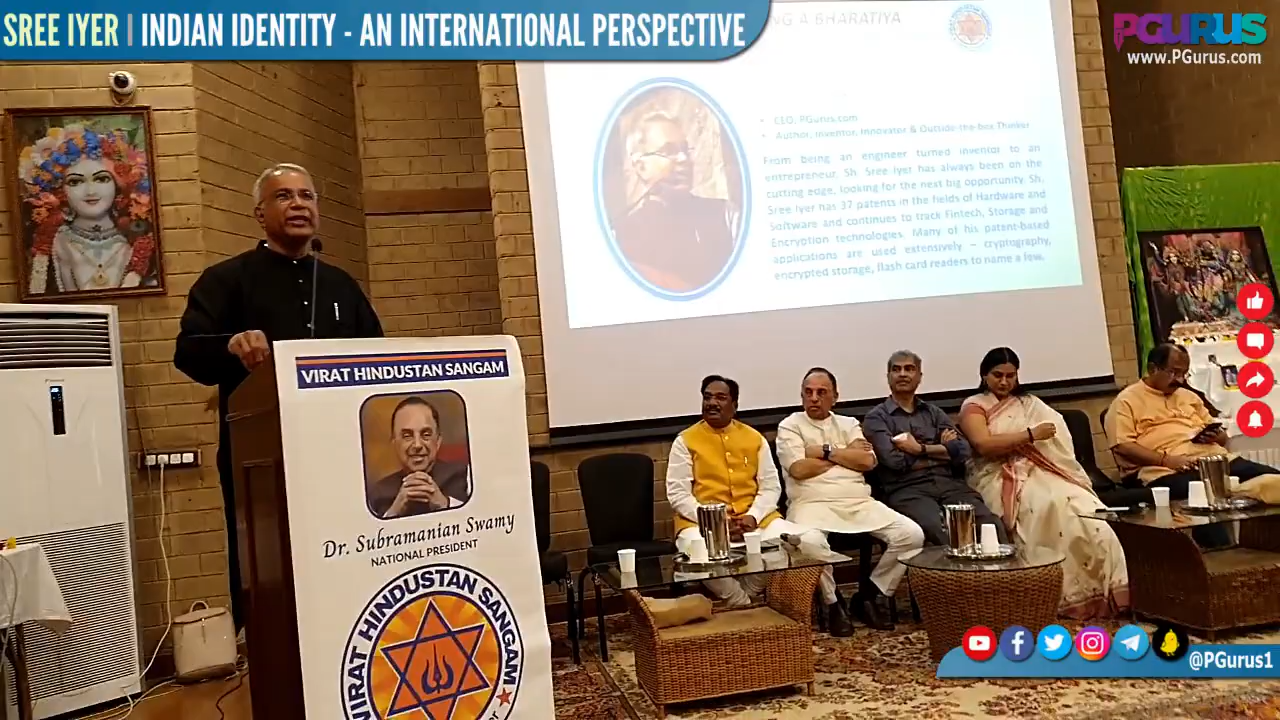 SREE IYER | INDIAN IDENTITY - AN INTERNATIONAL PERSPECTIVE
PGURUS
www.PGurus.com
A BHARATIYA
CEO, PGurus.com
Author, Inventor, Innovator & Outside-the-box Thinker
From being an engineer turned inventor to an
entrepreneur, Sh. Sree Iyer has always been on the
cutting edge, looking for the next big opportunity. Sh.
Sree Iyer has 37 patents in the fields of Hardware and
Software and continues to track Fintech, Storage and
Encryption technologies. Many of his patent-based
applications are used extensively – cryptography,
encrypted storage, flash card readers to name a few.
VIRAT HINDUSTAN SANGAM
Dr. Subramanian Swamy
NATIONAL PRESIDENT
VIRAT HINDUSTAN SANGAM
@PGurus1